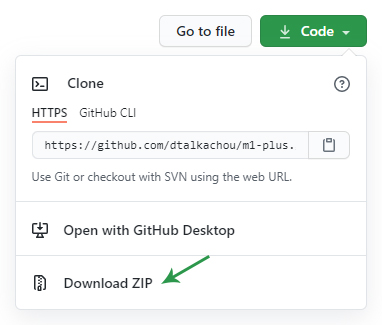 Go to file
Code
Clone
HTTPS GitHub CLI
https://github.com/dtalkachou/m1-plus.
Use Git or checkout with SVN using the web URL.
Open with GitHub Desktop
Download ZIP